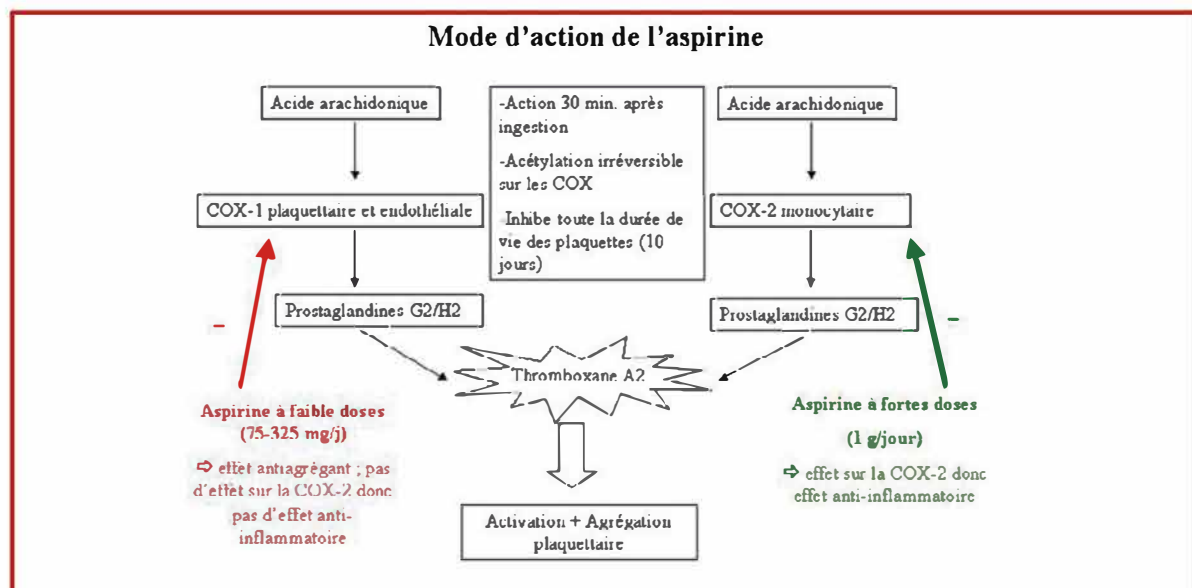 Mode d'action de l'aspirine
Acide arachidonique
COX-1 plaquettaire et endothéliale
Prostaglandines G2/H2
-Action 30 min. après
ingestion
-Acétylation irréversible
sur les COX
-Inhibe toute la durée de
vie des plaquettes (10
jours)
Acide arachidonique
COX-2 monocytaire
Prostaglandines G2/H2
–
–
Thromboxane A2
Aspirine à faible doses
(75-325 mg/j)
⇨ effet antiagrégant ; pas
d'effet sur la COX-2 donc
pas d'effet anti-
inflammatoire
Aspirine à fortes doses
(1 g/jour)
⇨ effet sur la COX-2 donc
effet anti-inflammatoire
Activation + Agrégation
plaquettaire